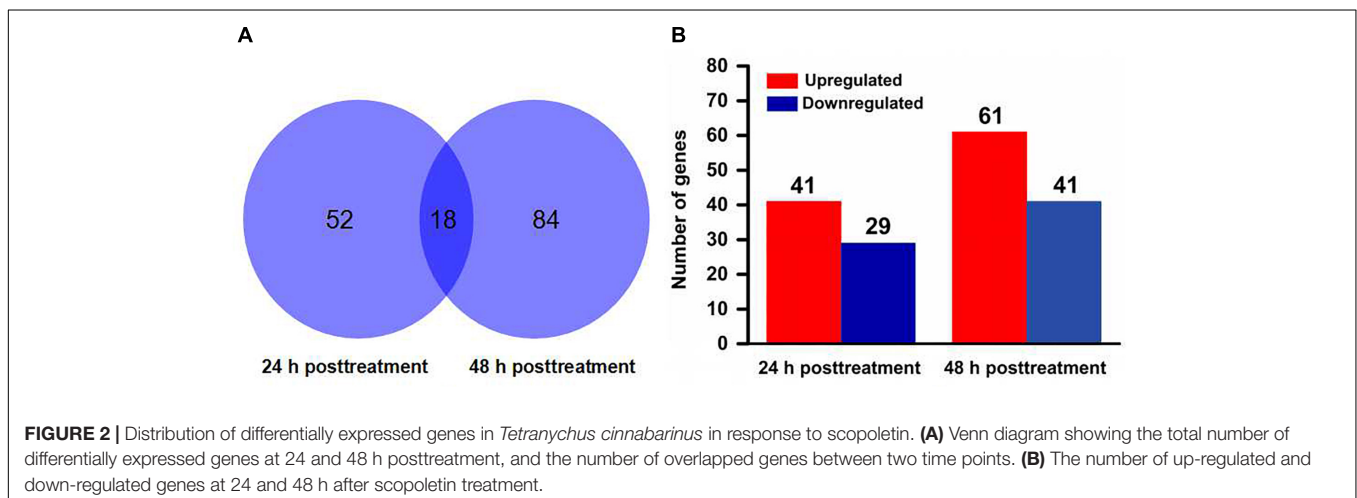 A
52
18
84
24 h posttreatment
48 h posttreatment
B
Number of genes
80
70
60
50
40
30
20
10
0
Upregulated
Downregulated
41
29
61
41
24 h posttreatment
48 h posttreatment
FIGURE 2 | Distribution of differentially expressed genes in Tetranychus cinnabarinus in response to scopoletin. (A) Venn diagram showing the total number of
differentially expressed genes at 24 and 48 h posttreatment, and the number of overlapped genes between two time points. (B) The number of up-regulated and
down-regulated genes at 24 and 48 h after scopoletin treatment.